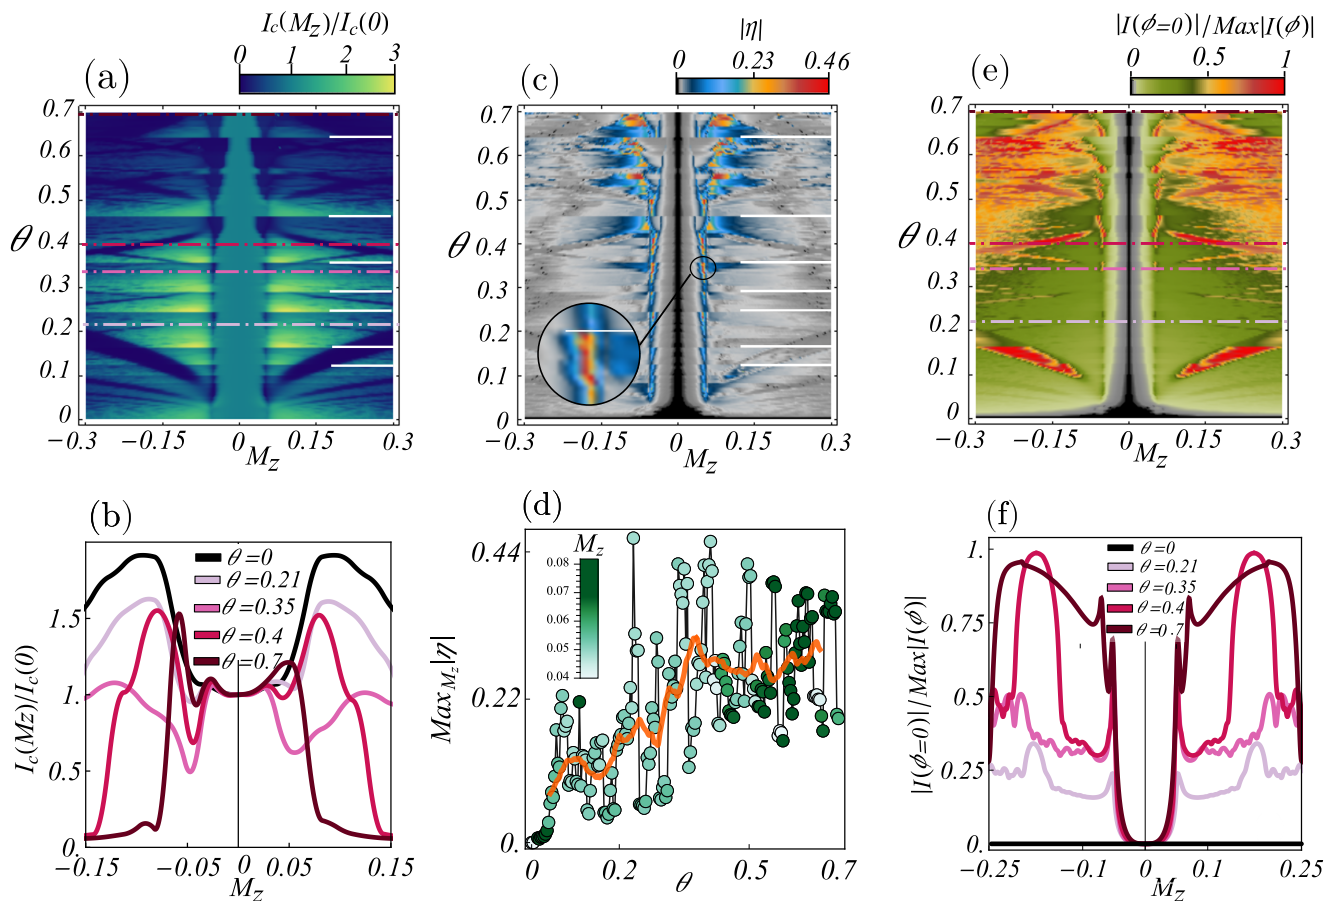 (a)
I_c(M_Z)/I_c(0)
0 1 2 3
0.7
0.6
0.5
0.4
0.3
0.2
0.1
0
θ
−0.3 −0.15 0 0.15 0.3
M_Z
(c)
|η|
0 0.23 0.46
0.7
0.6
0.5
0.4
0.3
0.2
0.1
0
θ
−0.3 −0.15 0 0.15 0.3
M_Z
(e)
|I(ϕ=0)|/Max|I(ϕ)|
0 0.5 1
0.7
0.6
0.5
0.4
0.3
0.2
0.1
0
θ
−0.3 −0.15 0 0.15 0.3
M_Z
(b)
I_c(Mz)/I_c(0)
1.5
1.
0.5
0.
θ=0
θ=0.21
θ=0.35
θ=0.4
θ=0.7
−0.15 −0.05 0 0.05 0.15
M_Z
(d)
Max_{M_Z}|η|
0.44
0.22
0.
M_Z
0.08
0.07
0.06
0.05
0.04
0 0.2 0.5 0.7
θ
(f)
|I(ϕ=0)|/Max|I(ϕ)|
1.
0.75
0.5
0.25
0.
θ=0
θ=0.21
θ=0.35
θ=0.4
θ=0.7
−0.25 −0.1 0 0.1 0.25
M_Z